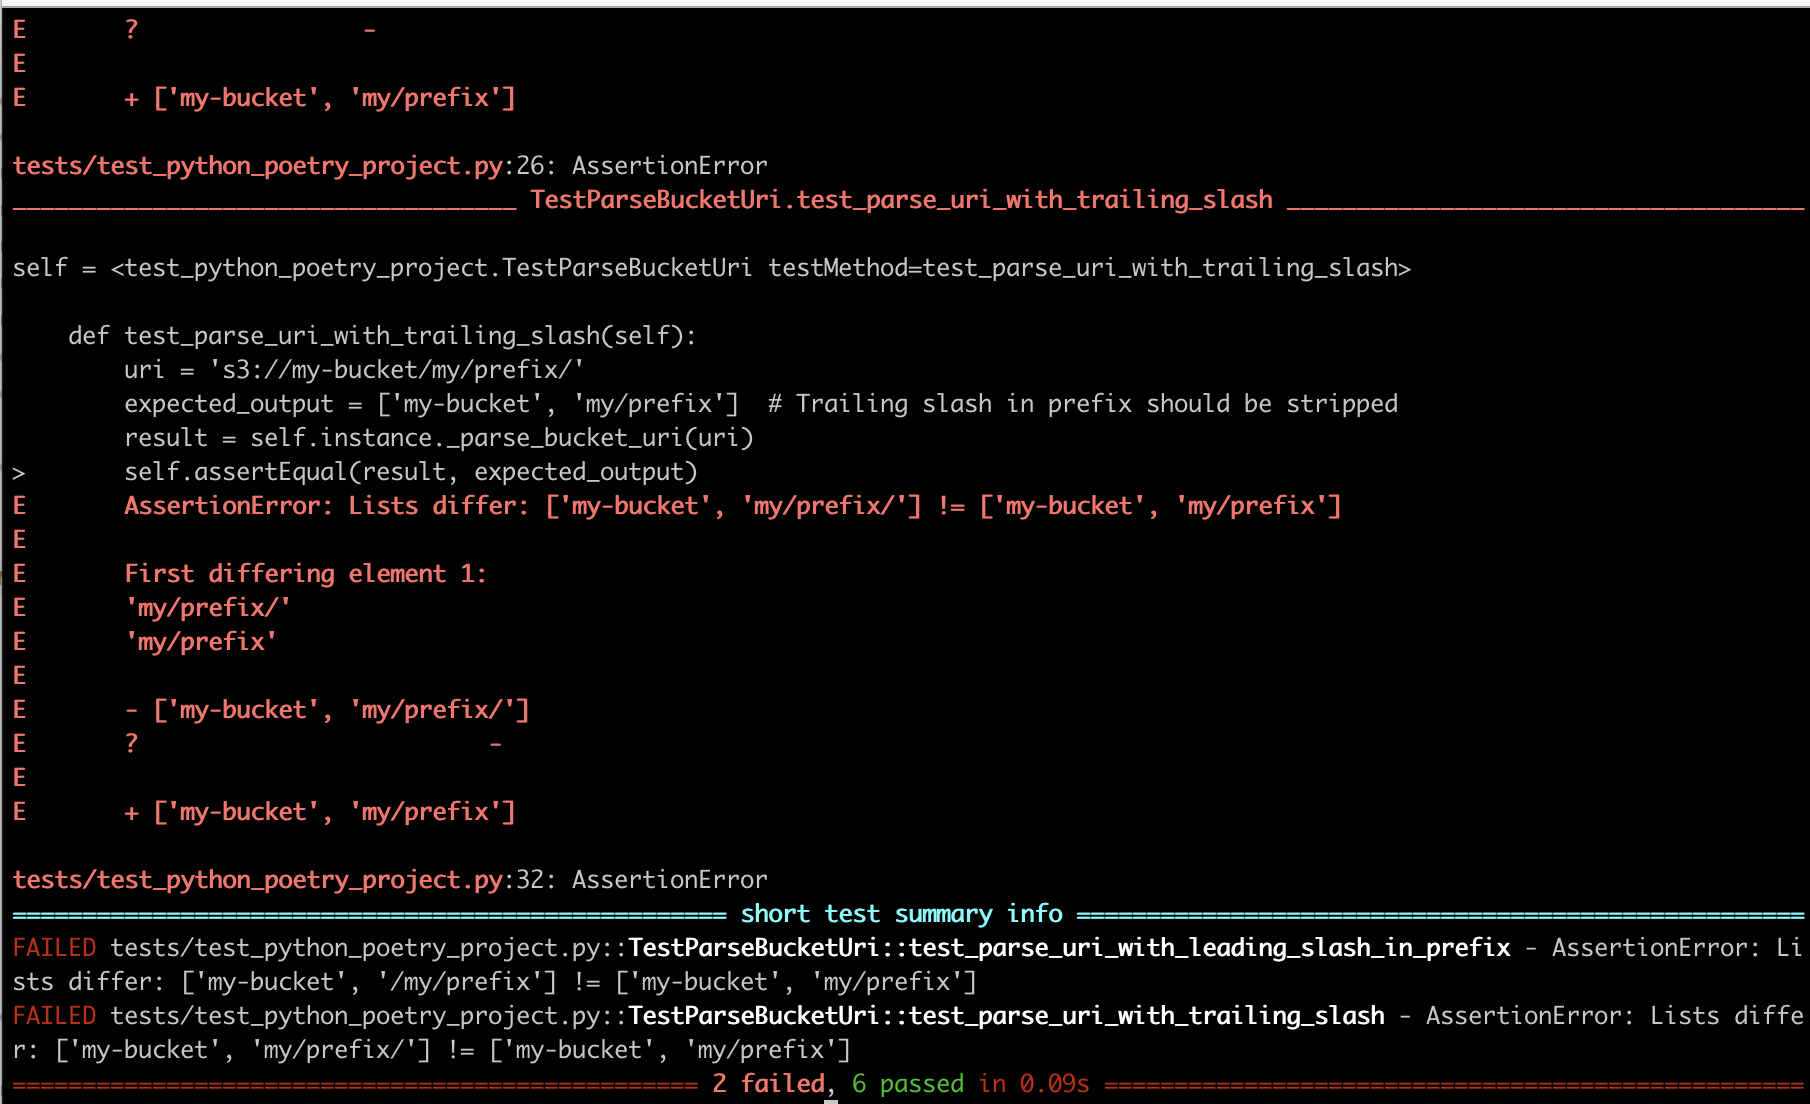 E       ?                -
E
E       + ['my-bucket', 'my/prefix']
tests/test_python_poetry_project.py:26: AssertionError
____________________________________ TestParseBucketUri.test_parse_uri_with_trailing_slash _____________________________________
self = <test_python_poetry_project.TestParseBucketUri testMethod=test_parse_uri_with_trailing_slash>
    def test_parse_uri_with_trailing_slash(self):
        uri = 's3://my-bucket/my/prefix/'
        expected_output = ['my-bucket', 'my/prefix']  # Trailing slash in prefix should be stripped
        result = self.instance._parse_bucket_uri(uri)
>       self.assertEqual(result, expected_output)
E       AssertionError: Lists differ: ['my-bucket', 'my/prefix/'] != ['my-bucket', 'my/prefix']
E
E       First differing element 1:
E       'my/prefix/'
E       'my/prefix'
E
E       - ['my-bucket', 'my/prefix/']
E       ?                         -
E
E       + ['my-bucket', 'my/prefix']
tests/test_python_poetry_project.py:32: AssertionError
=================================================== short test summary info ====================================================
FAILED tests/test_python_poetry_project.py::TestParseBucketUri::test_parse_uri_with_leading_slash_in_prefix - AssertionError: Li
sts differ: ['my-bucket', '/my/prefix'] != ['my-bucket', 'my/prefix']
FAILED tests/test_python_poetry_project.py::TestParseBucketUri::test_parse_uri_with_trailing_slash - AssertionError: Lists diffe
r: ['my-bucket', 'my/prefix/'] != ['my-bucket', 'my/prefix']
================================================= 2 failed, 6 passed in 0.09s ==================================================